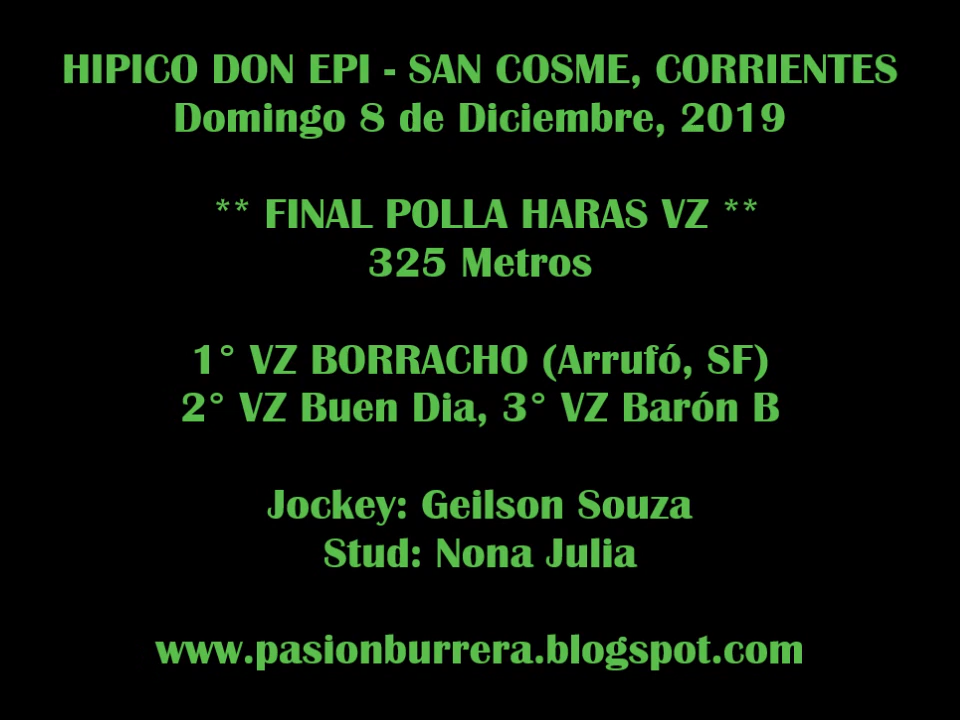 HIPICO DON EPI - SAN COSME, CORRIENTES
Domingo 8 de Diciembre, 2019
** FINAL POLLA HARAS VZ **
325 Metros
1° VZ BORRACHO (Arrufó, SF)
2° VZ Buen Dia, 3° VZ Barón B
Jockey: Geilson Souza
Stud: Nona Julia
www.pasionburrera.blogspot.com